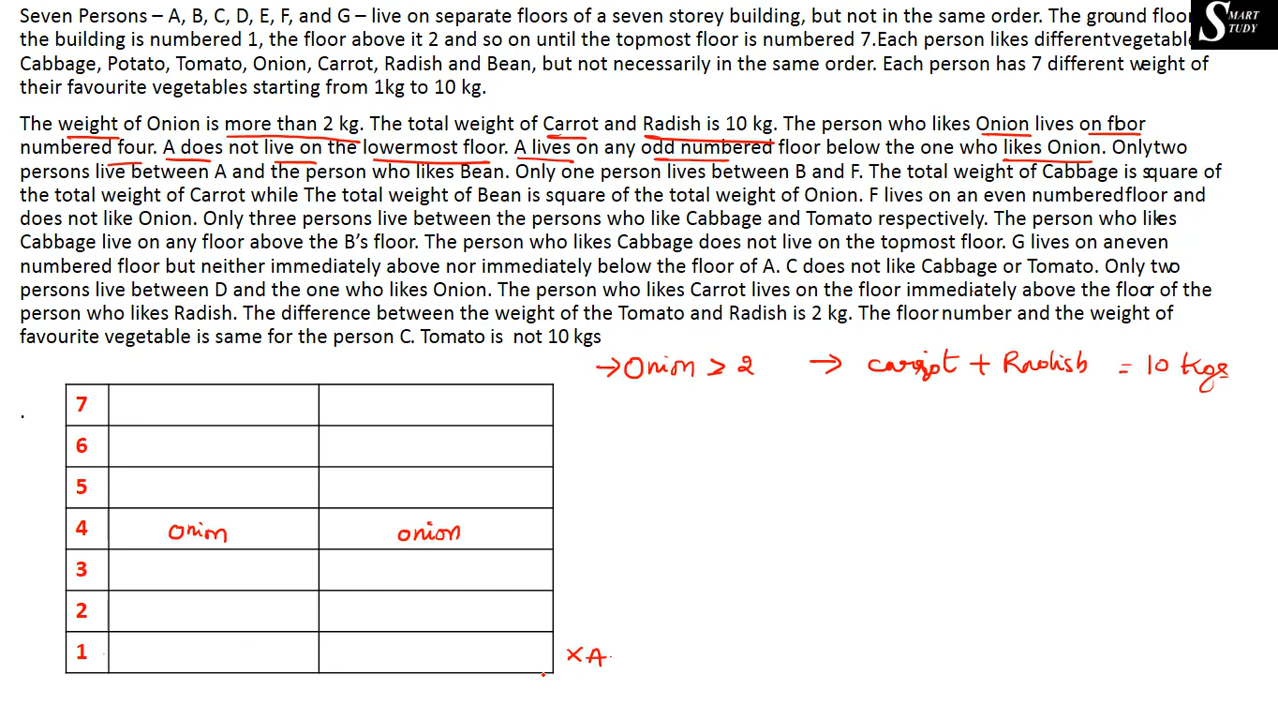 Seven Persons – A, B, C, D, E, F, and G – live on separate floors of a seven storey building, but not in the same order. The ground floor
the building is numbered 1, the floor above it 2 and so on until the topmost floor is numbered 7.Each person likes differentvegetabl
Cabbage, Potato, Tomato, Onion, Carrot, Radish and Bean, but not necessarily in the same order. Each person has 7 different weight of
their favourite vegetables starting from 1kg to 10 kg.
The weight of Onion is more than 2 kg. The total weight of Carrot and Radish is 10 kg. The person who likes Onion lives on floor
numbered four. A does not live on the lowermost floor. A lives on any odd numbered floor below the one who likes Onion. Onlytwo
persons live between A and the person who likes Bean. Only one person lives between B and F. The total weight of Cabbage is square of
the total weight of Carrot while The total weight of Bean is square of the total weight of Onion. F lives on an even numberedfloor and
does not like Onion. Only three persons live between the persons who like Cabbage and Tomato respectively. The person who likes
Cabbage live on any floor above the B’s floor. The person who likes Cabbage does not live on the topmost floor. G lives on aneven
numbered floor but neither immediately above nor immediately below the floor of A. C does not like Cabbage or Tomato. Only two
persons live between D and the one who likes Onion. The person who likes Carrot lives on the floor immediately above the floor of the
person who likes Radish. The difference between the weight of the Tomato and Radish is 2 kg. The floornumber and the weight of
favourite vegetable is same for the person C. Tomato is not 10 kgs
SMART STUDY
→ Onion > 2 → carrot + Radish = 10 kgs
7
6
5
4 onion onion
3
2
1 × A